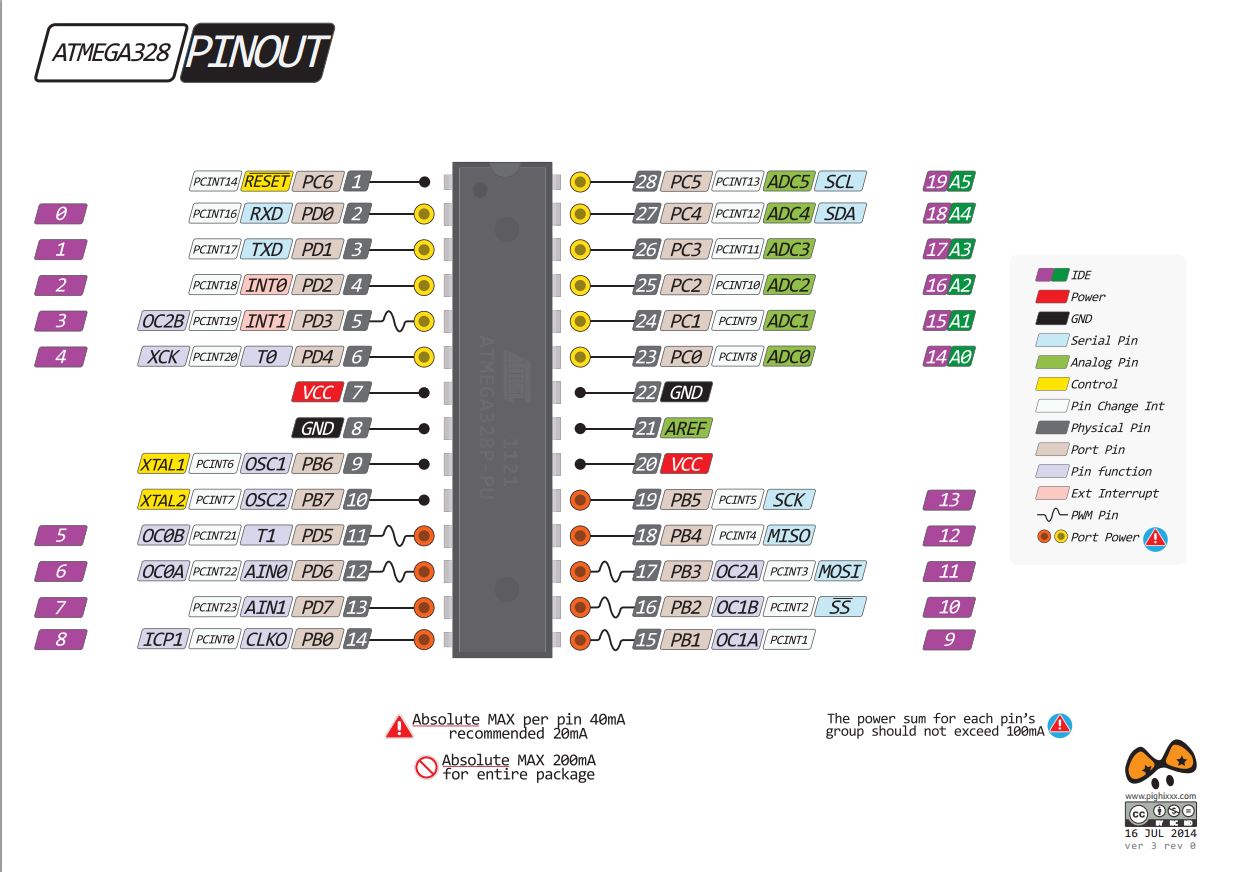 ATMEGA328 PINOUT
PCINT14 RESET PC6 1 28 PC5 PCINT13 ADC5 SCL 19 A5
0 PCINT16 RXD PD0 2 27 PC4 PCINT12 ADC4 SDA 18 A4
1 PCINT17 TXD PD1 3 26 PC3 PCINT11 ADC3 17 A3
2 PCINT18 INT0 PD2 4 25 PC2 PCINT10 ADC2 16 A2
3 OC2B PCINT19 INT1 PD3 5 24 PC1 PCINT9 ADC1 15 A1
4 XCK PCINT20 T0 PD4 6 23 PC0 PCINT8 ADC0 14 A0
VCC 7 22 GND
GND 8 21 AREF
XTAL1 PCINT6 OSC1 PB6 9 20 VCC
XTAL2 PCINT7 OSC2 PB7 10 19 PB5 PCINT5 SCK 13
5 OC0B PCINT21 T1 PD5 11 18 PB4 PCINT4 MISO 12
6 OC0A PCINT22 AIN0 PD6 12 17 PB3 OC2A PCINT3 MOSI 11
7 PCINT23 AIN1 PD7 13 16 PB2 OC1B PCINT2 SS 10
8 ICP1 PCINT0 CLKO PB0 14 15 PB1 OC1A PCINT1 9
ATMEL
1121
ATMEGA328P-PU
IDE
Power
GND
Serial Pin
Analog Pin
Control
Pin Change Int
Physical Pin
Port Pin
Pin function
Ext Interrupt
PWM Pin
Port Power
Absolute MAX per pin 40mA
recommended 20mA
Absolute MAX 200mA
for entire package
The power sum for each pin's
group should not exceed 100mA
www.pighixxx.com
cc
BY NC ND
16 JUL 2014
ver 3 rev 0